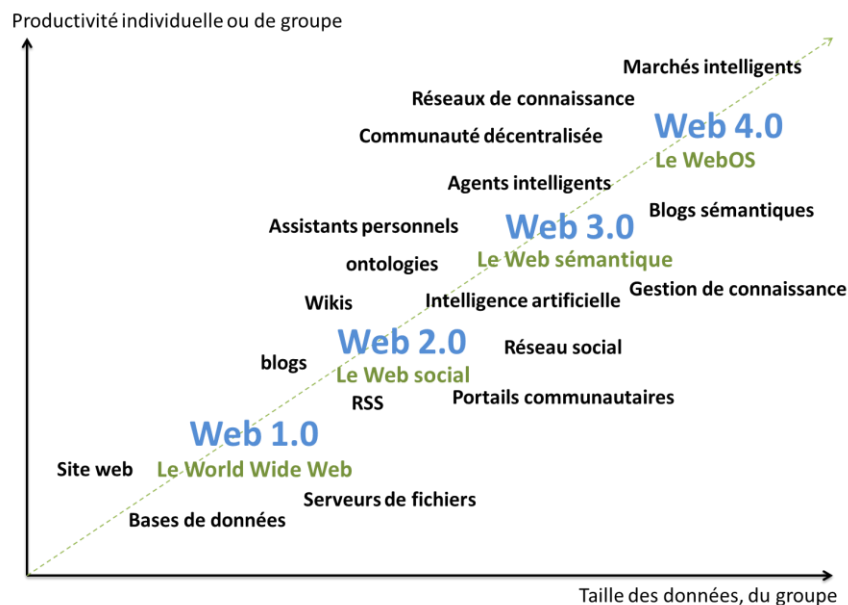 Productivité individuelle ou de groupe
Marchés intelligents
Réseaux de connaissance
Web 4.0
Communauté décentralisée
Le WebOS
Agents intelligents
Blogs sémantiques
Assistants personnels
Web 3.0
Le Web sémantique
ontologies
Gestion de connaissance
Wikis
Intelligence artificielle
Web 2.0
Réseau social
blogs
Le Web social
RSS
Portails communautaires
Web 1.0
Site web
Le World Wide Web
Serveurs de fichiers
Bases de données
Taille des données, du groupe